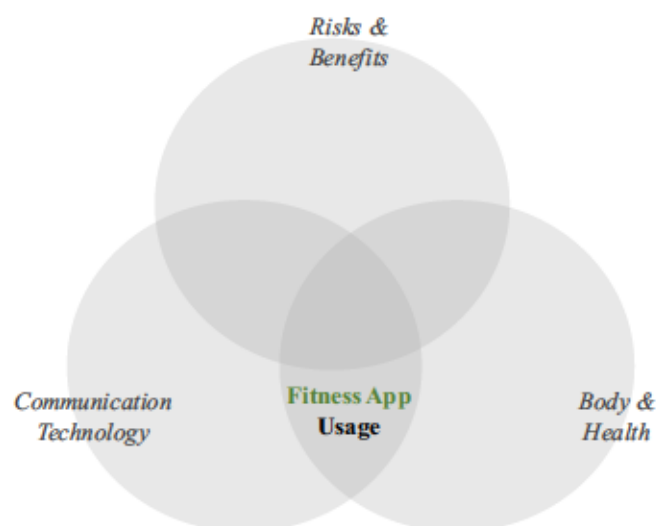 Risks &
Benefits
Communication
Technology
Fitness App
Usage
Body &
Health